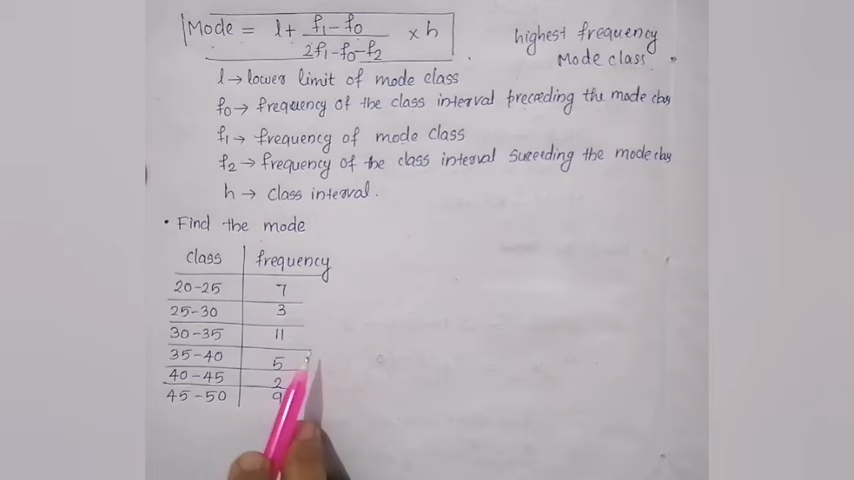 Mode = l + f₁-f₀ / 2f₁-f₀-f₂ × h
highest frequency
Mode class
l → lower limit of mode class
f₀ → frequency of the class interval preceding the mode class
f₁ → frequency of mode class
f₂ → frequency of the class interval succeeding the mode class
h → class interval.
• Find the mode
class frequency
20-25 7
25-30 3
30-35 11
35-40 5
40-45 2
45-50 9